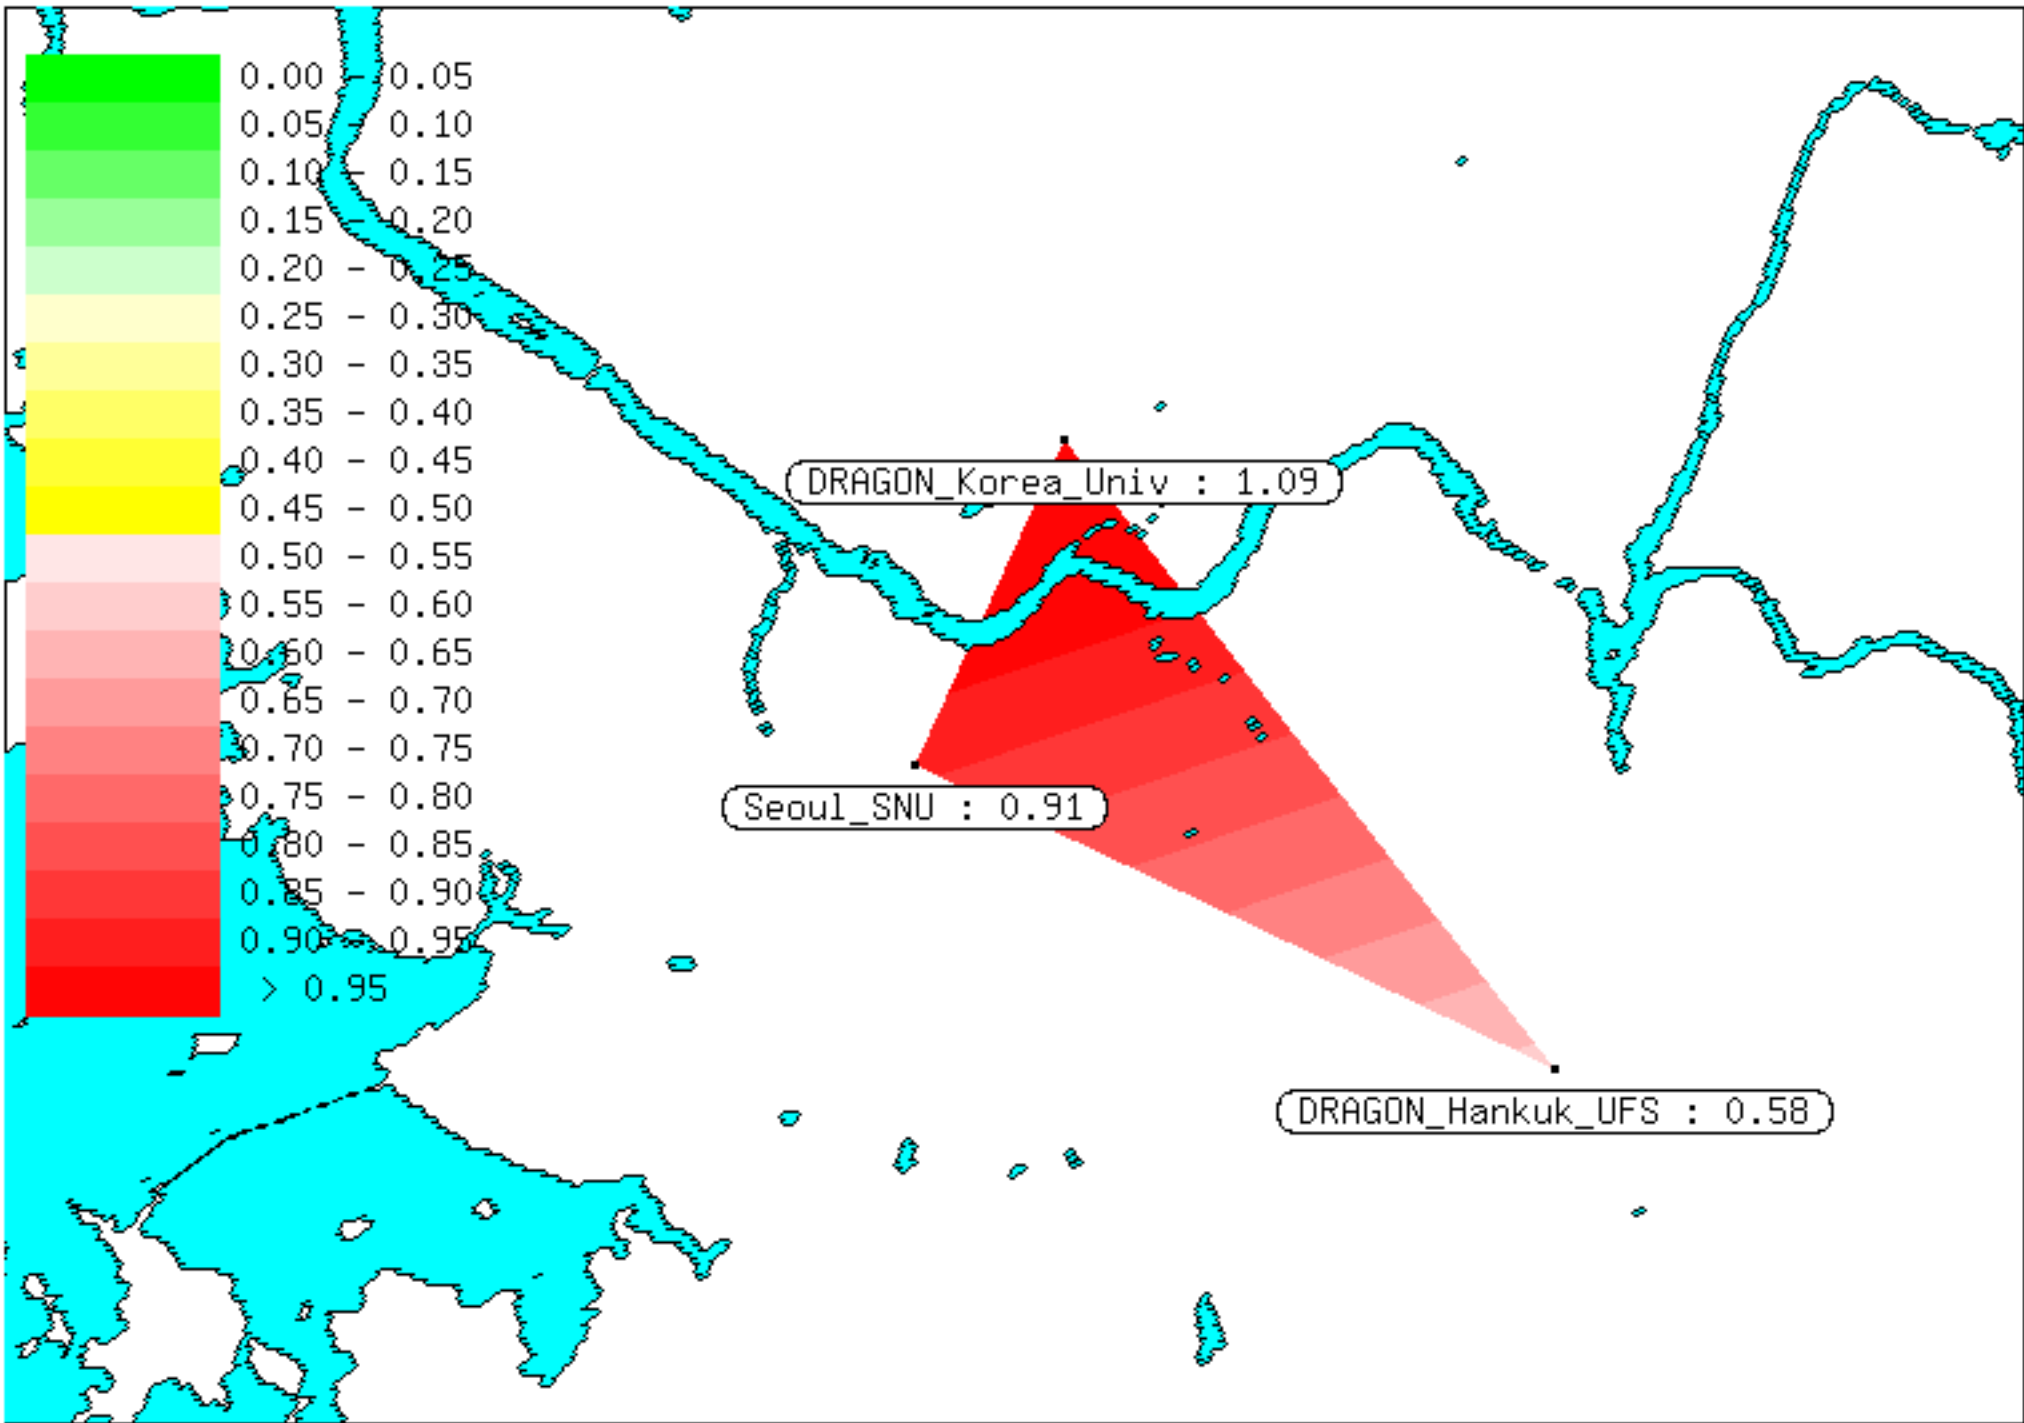 0.00 - 0.05
0.05 - 0.10
0.10 - 0.15
0.15 - 0.20
0.20 - 0.25
0.25 - 0.30
0.30 - 0.35
0.35 - 0.40
0.40 - 0.45
0.45 - 0.50
0.50 - 0.55
0.55 - 0.60
0.60 - 0.65
0.65 - 0.70
0.70 - 0.75
0.75 - 0.80
0.80 - 0.85
0.85 - 0.90
0.90 - 0.95
> 0.95
DRAGON_Korea_Univ : 1.09
Seoul_SNU : 0.91
DRAGON_Hankuk_UFS : 0.58